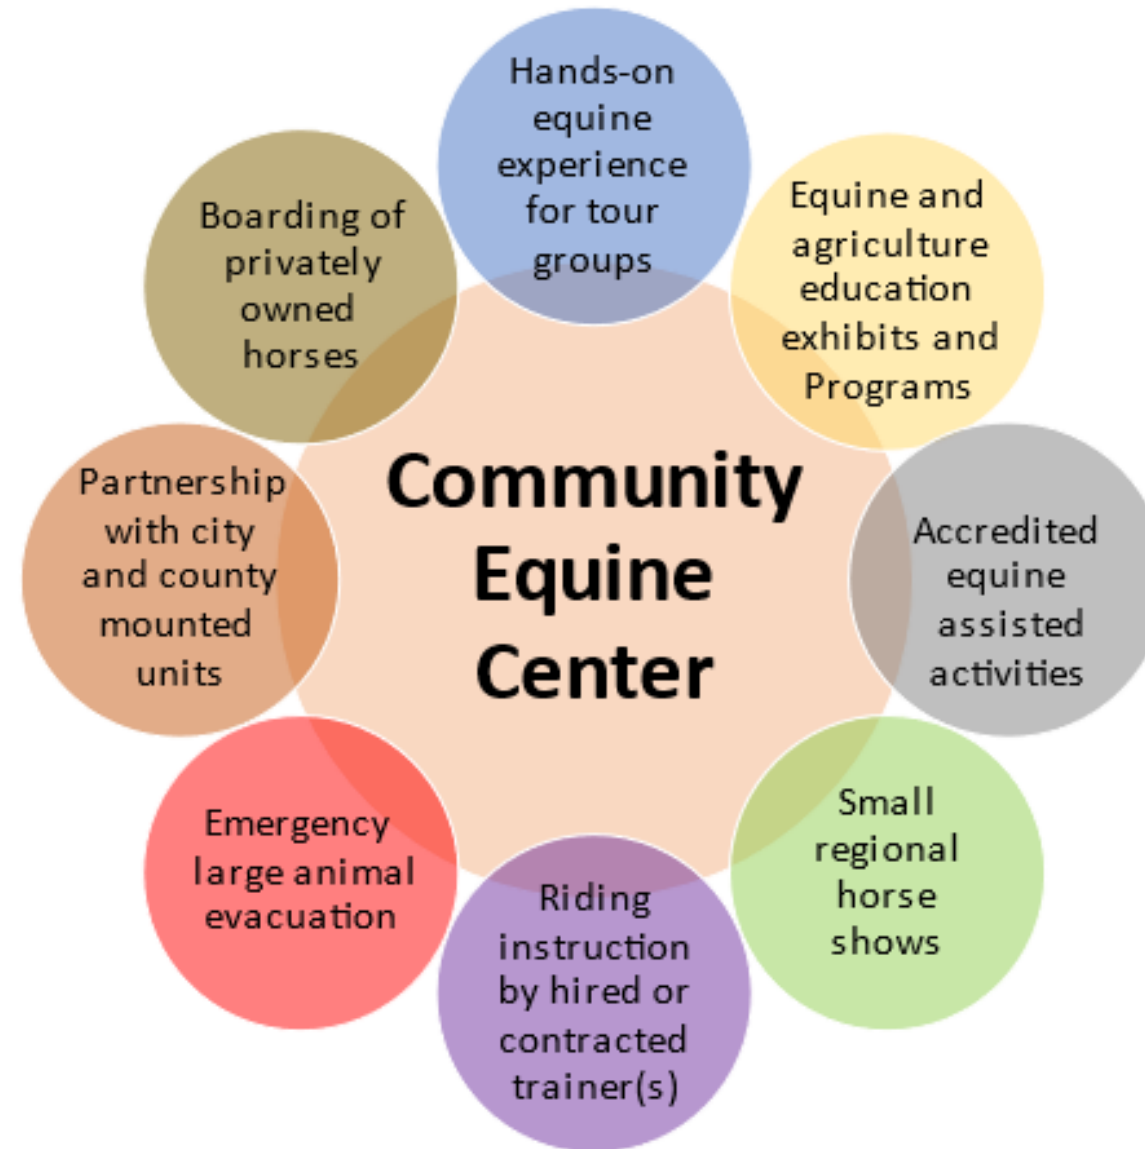 Hands-on
equine
experience
for tour
groups
Equine and
agriculture
education
exhibits and
Programs
Accredited
equine
assisted
activities
Small
regional
horse
shows
Riding
instruction
by hired or
contracted
trainer(s)
Emergency
large animal
evacuation
Partnership
with city
and county
mounted
units
Boarding of
privately
owned
horses
Community
Equine
Center